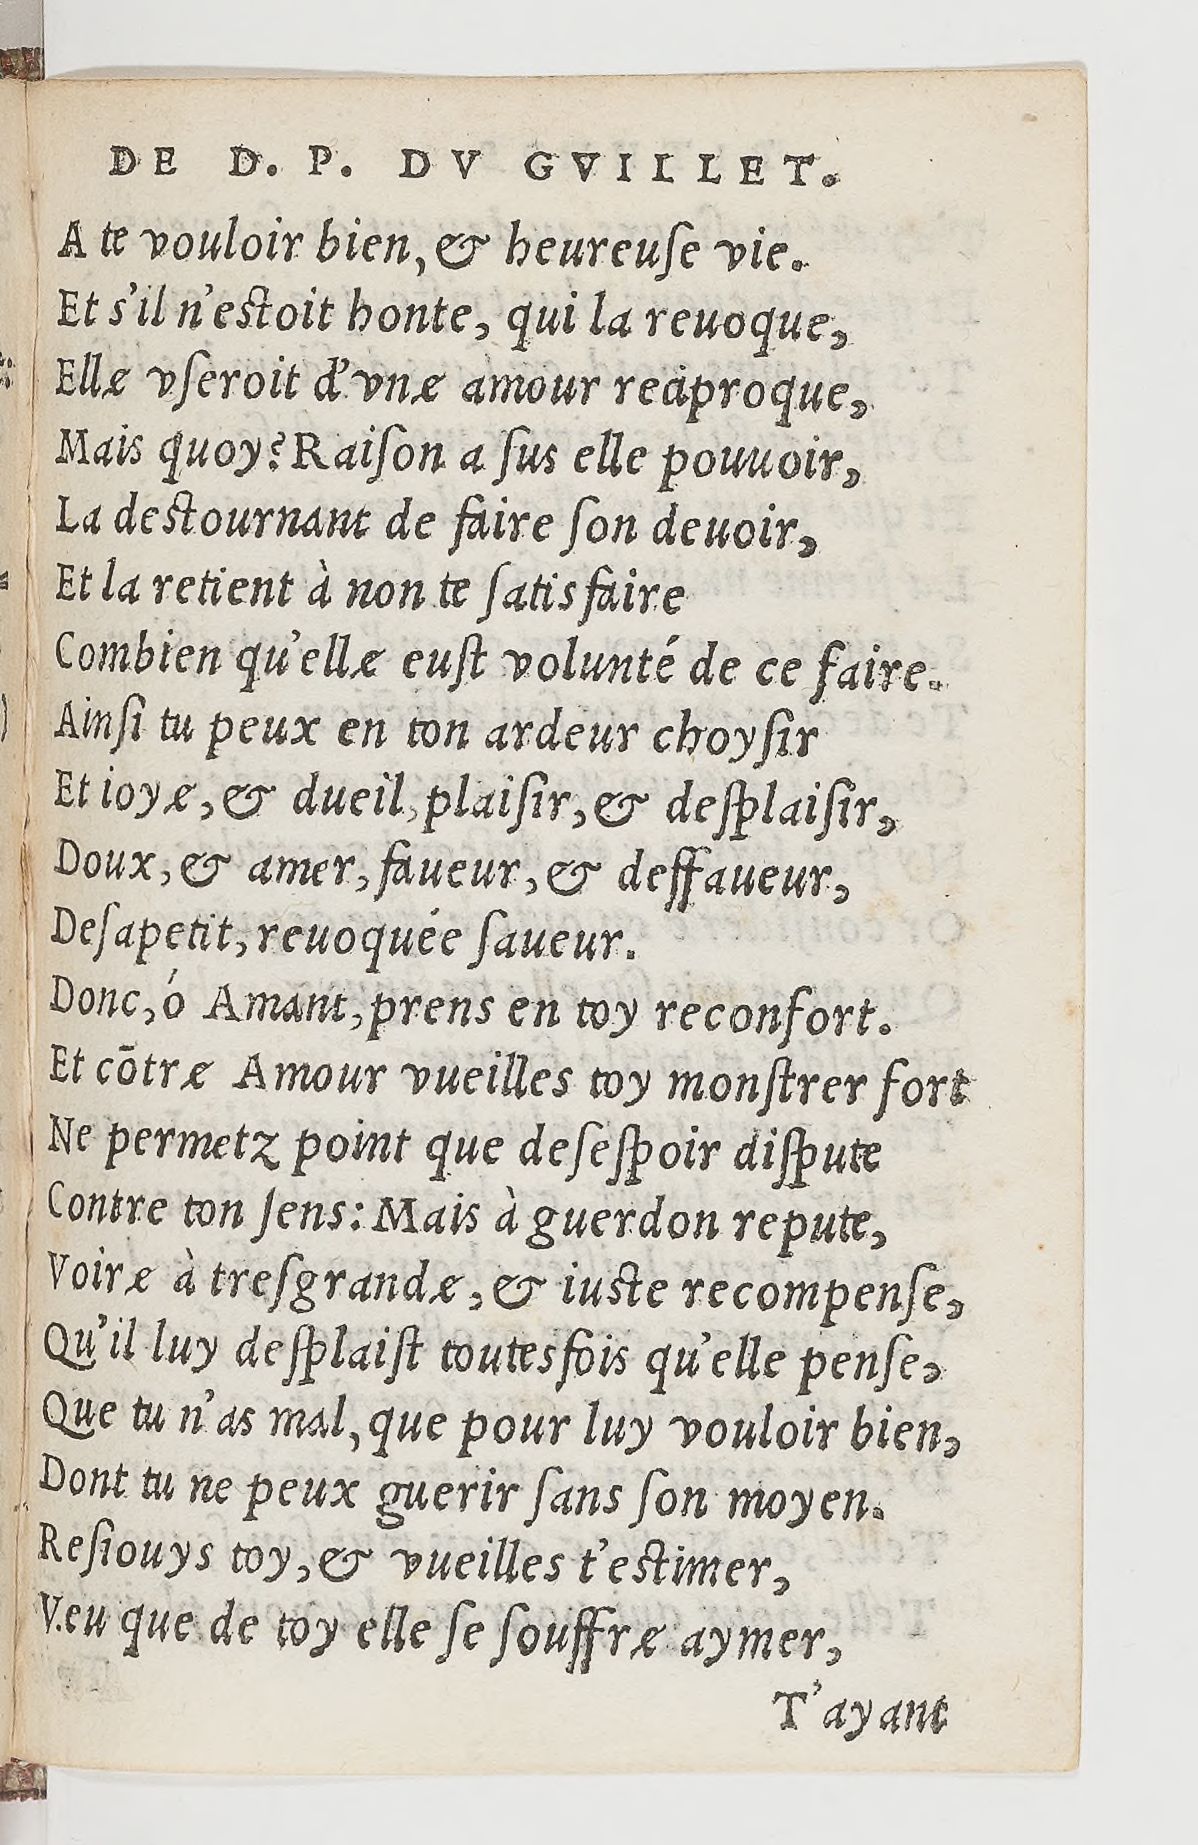 DE D. P. DV GVILLET.
A te vouloir bien, & heureuſe vie.
Et s'il n'eſtoit honte, qui la reuoque,
Elle vſeroit d'vne amour reciproque,
Mais quoy? Raiſon a ſus elle pouuoir,
La deſtournant de faire ſon deuoir,
Et la retient à non te ſatisfaire
Combien qu'elle euſt volunté de ce faire.
Ainſi tu peux en ton ardeur choyſir
Et ioye, & dueil, plaiſir, & deſplaiſir,
Doux, & amer, faueur, & deffaueur,
Deſapetit, reuoquée ſaueur.
Donc, ó Amant, prens en toy reconfort.
Et cōtre Amour vueilles toy monſtrer fort
Ne permetz point que deſeſpoir diſpute
Contre ton ſens: Mais à guerdon repute,
Voire à treſgrande, & iuſte recompenſe,
Qu'il luy deſplaiſt toutesfois qu'elle penſe,
Que tu n'as mal, que pour luy vouloir bien,
Dont tu ne peux guerir ſans ſon moyen.
Reſiouys toy, & vueilles t'eſtimer,
Veu que de toy elle ſe ſouffre aymer,
T'ayant